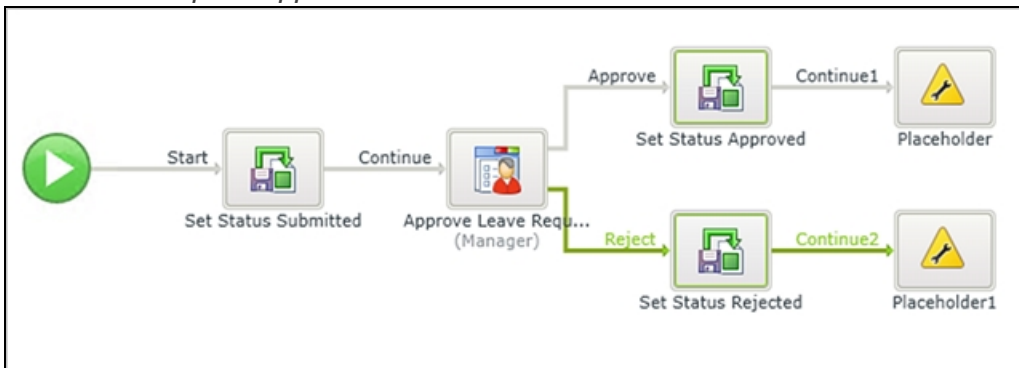 Approve
Continue1
Set Status Approved
Placeholder
Start
Continue
Set Status Submitted
Approve Leave Requ...
(Manager)
Reject
Continue2
Set Status Rejected
Placeholder1